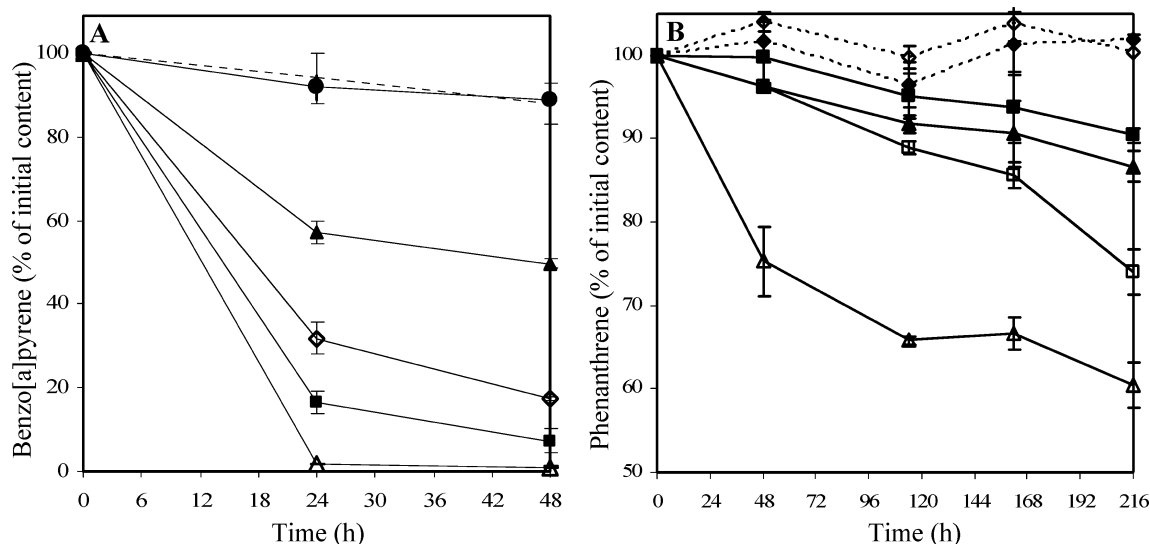 A
B
Benzo[a]pyrene (% of initial content)
100
80
60
40
20
0
0 6 12 18 24 30 36 42 48
Time (h)
Phenanthrene (% of initial content)
100
90
80
70
60
50
0 24 48 72 96 120 144 168 192 216
Time (h)